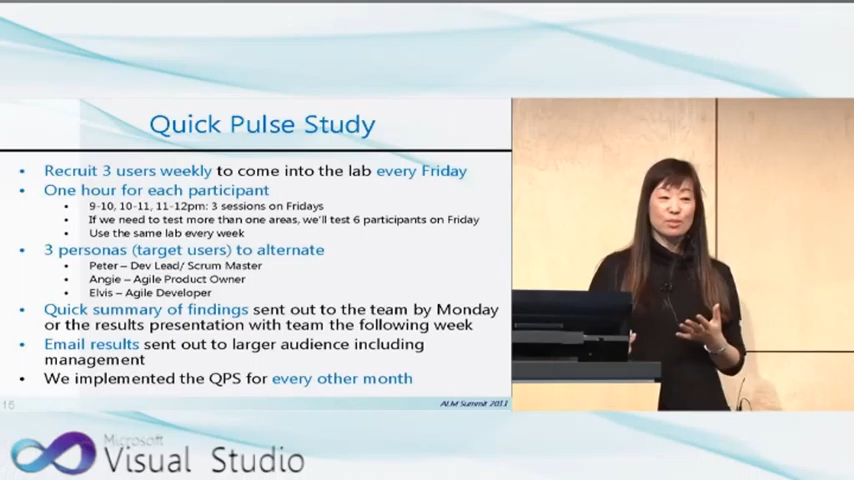 Quick Pulse Study
• Recruit 3 users weekly to come into the lab every Friday
• One hour for each participant
• 9-10, 10-11, 11-12pm: 3 sessions on Fridays
• If we need to test more than one areas, we'll test 6 participants on Friday
• Use the same lab every week
• 3 personas (target users) to alternate
• Peter – Dev Lead/ Scrum Master
• Angie – Agile Product Owner
• Elvis – Agile Developer
• Quick summary of findings sent out to the team by Monday
or the results presentation with team the following week
• Email results sent out to larger audience including
management
• We implemented the QPS for every other month
16
ALM Summit 2011
Microsoft
Visual Studio